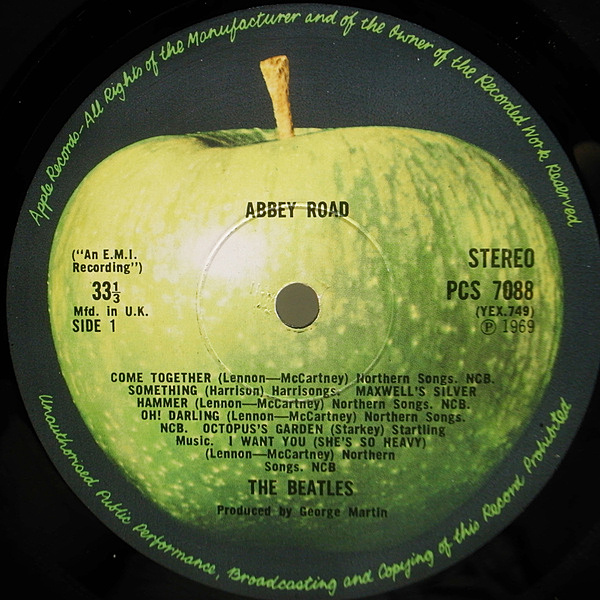 Apple Records - All Rights of the Manufacturer and of the Owner of the Recorded Work Reserved
ABBEY ROAD
("An E.M.I.
Recording")
33⅓
Mfd. in U.K.
SIDE 1
STEREO
PCS 7088
(YEX.749)
℗ 1969
COME TOGETHER (Lennon—McCartney) Northern Songs. NCB.
SOMETHING (Harrison) Harrisongs. MAXWELL'S SILVER
HAMMER (Lennon—McCartney) Northern Songs. NCB.
OH! DARLING (Lennon—McCartney) Northern Songs.
NCB. OCTOPUS'S GARDEN (Starkey) Startling
Music. I WANT YOU (SHE'S SO HEAVY)
(Lennon—McCartney) Northern
Songs. NCB
THE BEATLES
Produced by George Martin
Unauthorised Public Performance, Broadcasting and Copying of this Record Prohibited